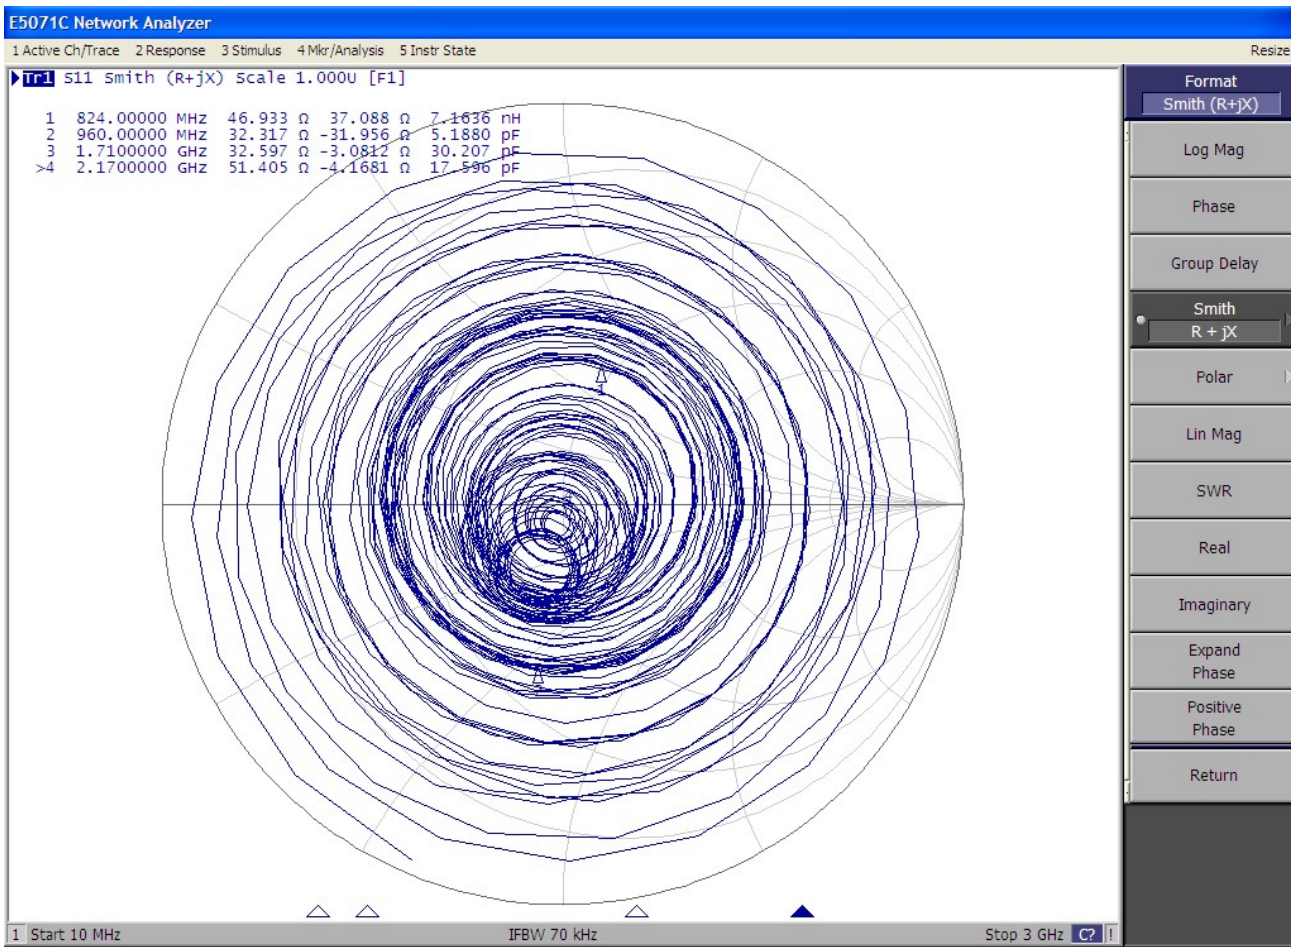 E5071C Network Analyzer
1 Active Ch/Trace 2 Response 3 Stimulus 4 Mkr/Analysis 5 Instr State Resize
Tr1 S11 Smith (R+jX) Scale 1.000U [F1]
1 824.00000 MHz 46.933 Ω 37.088 Ω 7.1636 nH
2 960.00000 MHz 32.317 Ω -31.956 Ω 5.1880 pF
3 1.7100000 GHz 32.597 Ω -3.0812 Ω 30.207 pF
>4 2.1700000 GHz 51.405 Ω -4.1681 Ω 17.596 pF
1
2
Format
Smith (R+jX)
Log Mag
Phase
Group Delay
Smith
R + jX
Polar
Lin Mag
SWR
Real
Imaginary
Expand
Phase
Positive
Phase
Return
1 Start 10 MHz IFBW 70 kHz Stop 3 GHz C? !